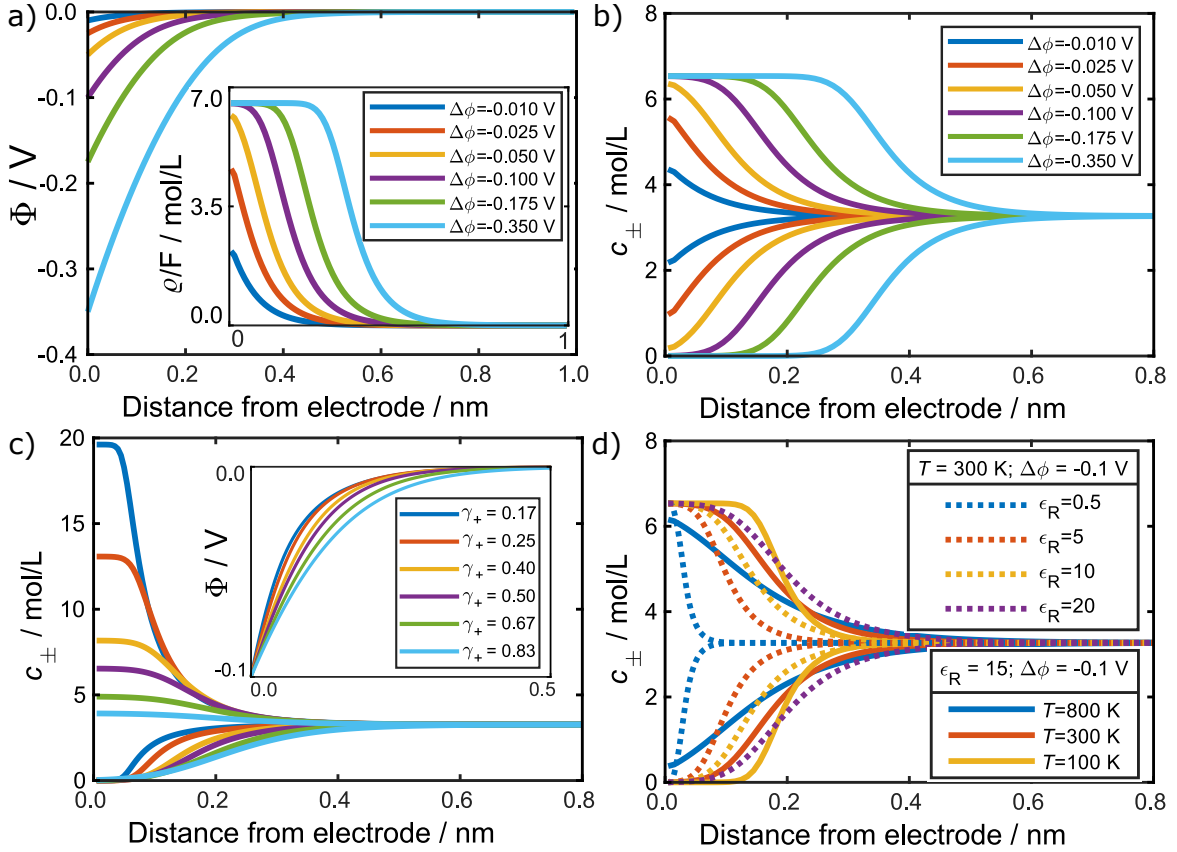 a)
0.0
-0.1
-0.2
-0.3
-0.4
Φ / V
0.0
0.2
0.4
0.6
0.8
1.0
Distance from electrode / nm
7.0
3.5
0.0
ϱ/F / mol/L
0
1
Δϕ=-0.010 V
Δϕ=-0.025 V
Δϕ=-0.050 V
Δϕ=-0.100 V
Δϕ=-0.175 V
Δϕ=-0.350 V
b)
8
6
4
2
0
c± / mol/L
0.0
0.2
0.4
0.6
0.8
Distance from electrode / nm
Δϕ=-0.010 V
Δϕ=-0.025 V
Δϕ=-0.050 V
Δϕ=-0.100 V
Δϕ=-0.175 V
Δϕ=-0.350 V
c)
20
15
10
5
0
c± / mol/L
0.0
0.2
0.4
0.6
0.8
Distance from electrode / nm
0.0
-0.1
Φ / V
0.0
0.5
γ+ = 0.17
γ+ = 0.25
γ+ = 0.40
γ+ = 0.50
γ+ = 0.67
γ+ = 0.83
d)
8
6
4
2
0
c± / mol/L
0.0
0.2
0.4
0.6
0.8
Distance from electrode / nm
T = 300 K; Δϕ = -0.1 V
ϵR=0.5
ϵR=5
ϵR=10
ϵR=20
ϵR = 15; Δϕ = -0.1 V
T=800 K
T=300 K
T=100 K